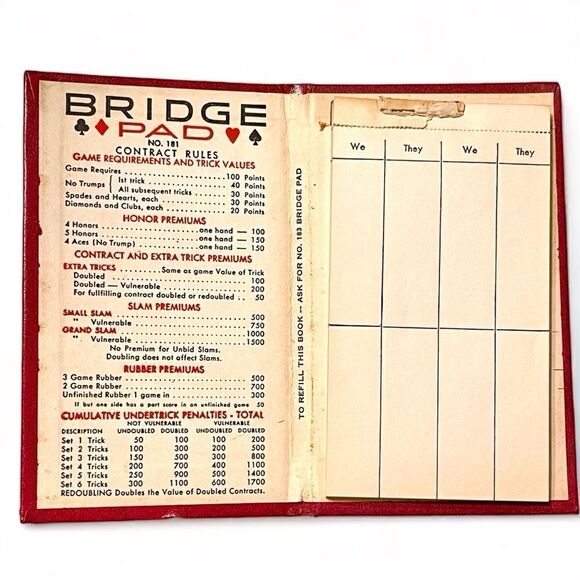 BRIDGE
PAD
NO. 181
CONTRACT RULES
GAME REQUIREMENTS AND TRICK VALUES
Game Requires ... 100 Points
No Trumps { 1st trick ... 40 Points
All subsequent tricks ... 30 Points
Spades and Hearts, each ... 30 Points
Diamonds and Clubs, each ... 20 Points
HONOR PREMIUMS
4 Honors ... one hand — 100
5 Honors ... one hand — 150
4 Aces (No Trump) ... one hand — 150
CONTRACT AND EXTRA TRICK PREMIUMS
EXTRA TRICKS ... Same as game Value of Trick
Doubled ... 100
Doubled — Vulnerable ... 200
For fullfilling contract doubled or redoubled .. 50
SLAM PREMIUMS
SMALL SLAM ... 500
" Vulnerable ... 750
GRAND SLAM ... 1000
" Vulnerable ... 1500
No Premium for Unbid Slams.
Doubling does not affect Slams.
RUBBER PREMIUMS
3 Game Rubber ... 500
2 Game Rubber ... 700
Unfinished Rubber 1 game in ... 300
If but one side has a part score in an unfinished game 50
CUMULATIVE UNDERTRICK PENALTIES - TOTAL
NOT VULNERABLE VULNERABLE
DESCRIPTION UNDOUBLED DOUBLED UNDOUBLED DOUBLED
Set 1 Trick 50 100 100 200
Set 2 Tricks 100 300 200 500
Set 3 Tricks 150 500 300 800
Set 4 Tricks 200 700 400 1100
Set 5 Tricks 250 900 500 1400
Set 6 Tricks 300 1100 600 1700
REDOUBLING Doubles the Value of Doubled Contracts.
TO REFILL THIS BOOK -- ASK FOR NO. 183 BRIDGE PAD
We They We They